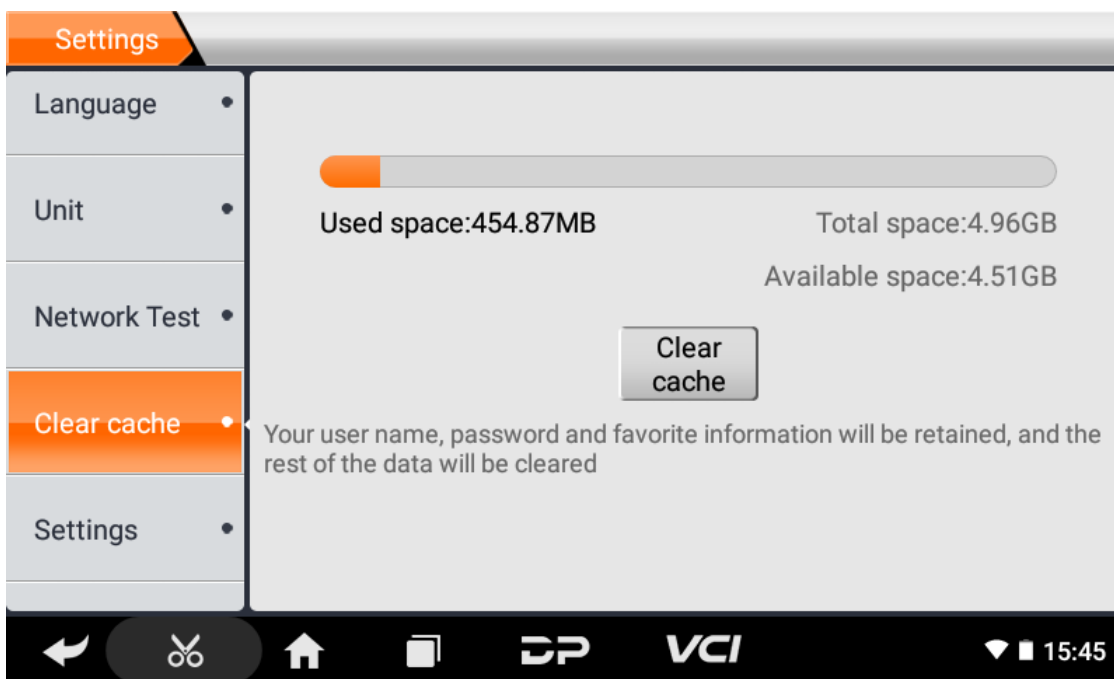 Settings
Language
Unit
Network Test
Clear cache
Settings
Used space:454.87MB
Total space:4.96GB
Available space:4.51GB
Clear
cache
Your user name, password and favorite information will be retained, and the
rest of the data will be cleared
DP
VCI
15:45